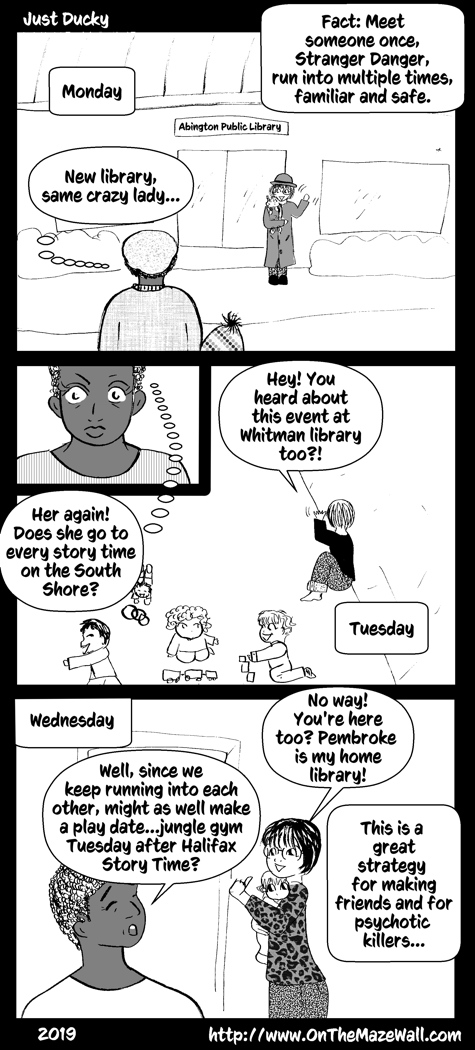 Just Ducky
Fact: Meet
someone once,
Stranger Danger,
run into multiple times,
familiar and safe.
Monday
Abington Public Library
New library,
same crazy lady...
Hey! You
heard about
this event at
Whitman library
too?!
Her again!
Does she go to
every story time
on the South
Shore?
Tuesday
Wednesday
No way!
You're here
too? Pembroke
is my home
library!
Well, since we
keep running into each
other, might as well make
a play date...jungle gym
Tuesday after Halifax
Story Time?
This is a
great
strategy
for making
friends and for
psychotic
killers...
2019
http://www.OnTheMazeWall.com